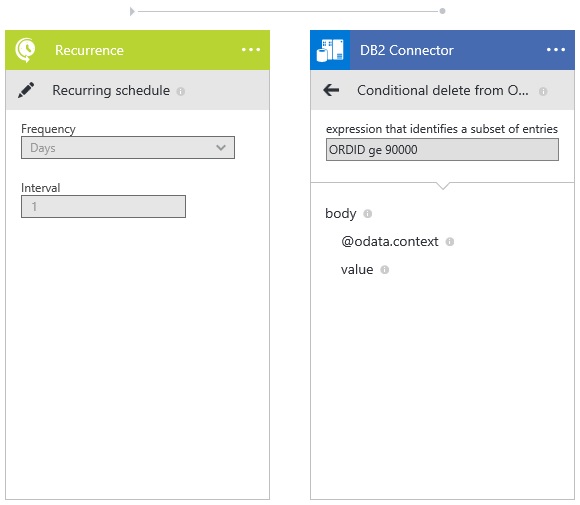 Recurrence
Recurring schedule
Frequency
Days
Interval
1
DB2 Connector
Conditional delete from O...
expression that identifies a subset of entries
ORDID ge 90000
body
@odata.context
value